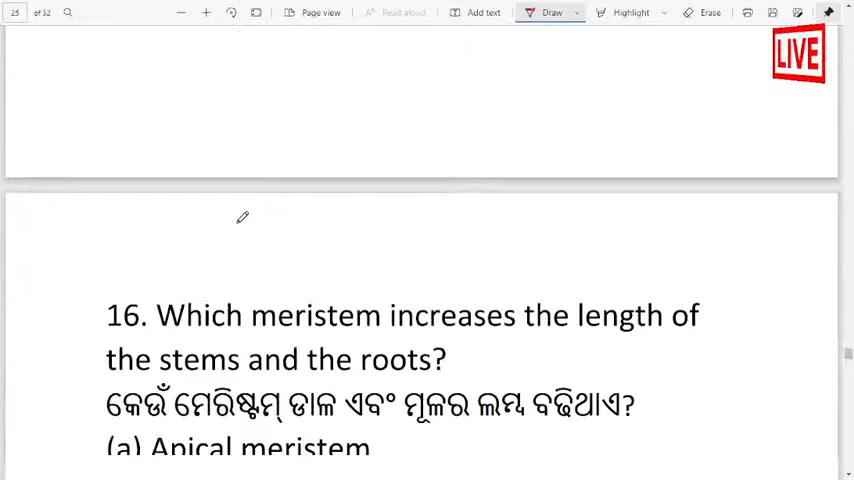 23 of 32 Page view Read aloud Add text Draw Highlight Erase
LIVE
16. Which meristem increases the length of
the stems and the roots?
କେଉଁ ମେରିଷ୍ଟମ୍ ଡାଳ ଏବଂ ମୂଳର ଲମ୍ବ ବଢିଥାଏ?
(a) Apical meristem